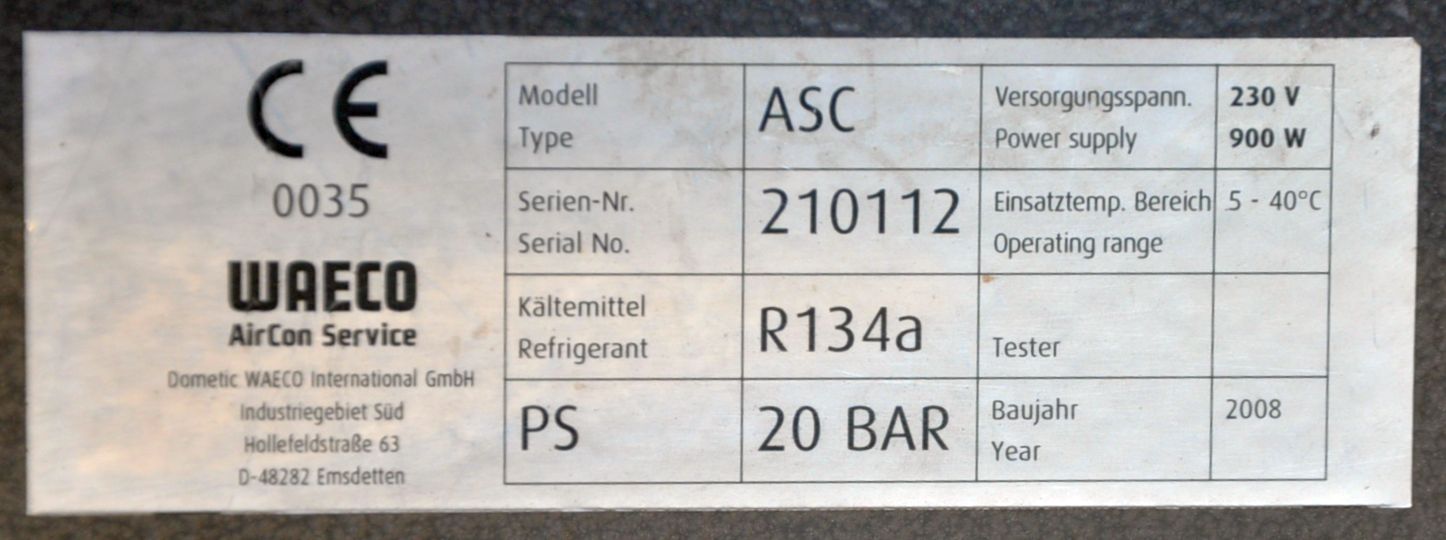 CE
0035
WAECO
AirCon Service
Dometic WAECO International GmbH
Industriegebiet Süd
Hollefeldstraße 63
D-48282 Emsdetten
Modell
Type
ASC
Versorgungsspann.
Power supply
230 V
900 W
Serien-Nr.
Serial No.
210112
Einsatztemp. Bereich
Operating range
5 - 40°C
Kältemittel
Refrigerant
R134a
Tester
PS
20 BAR
Baujahr
Year
2008